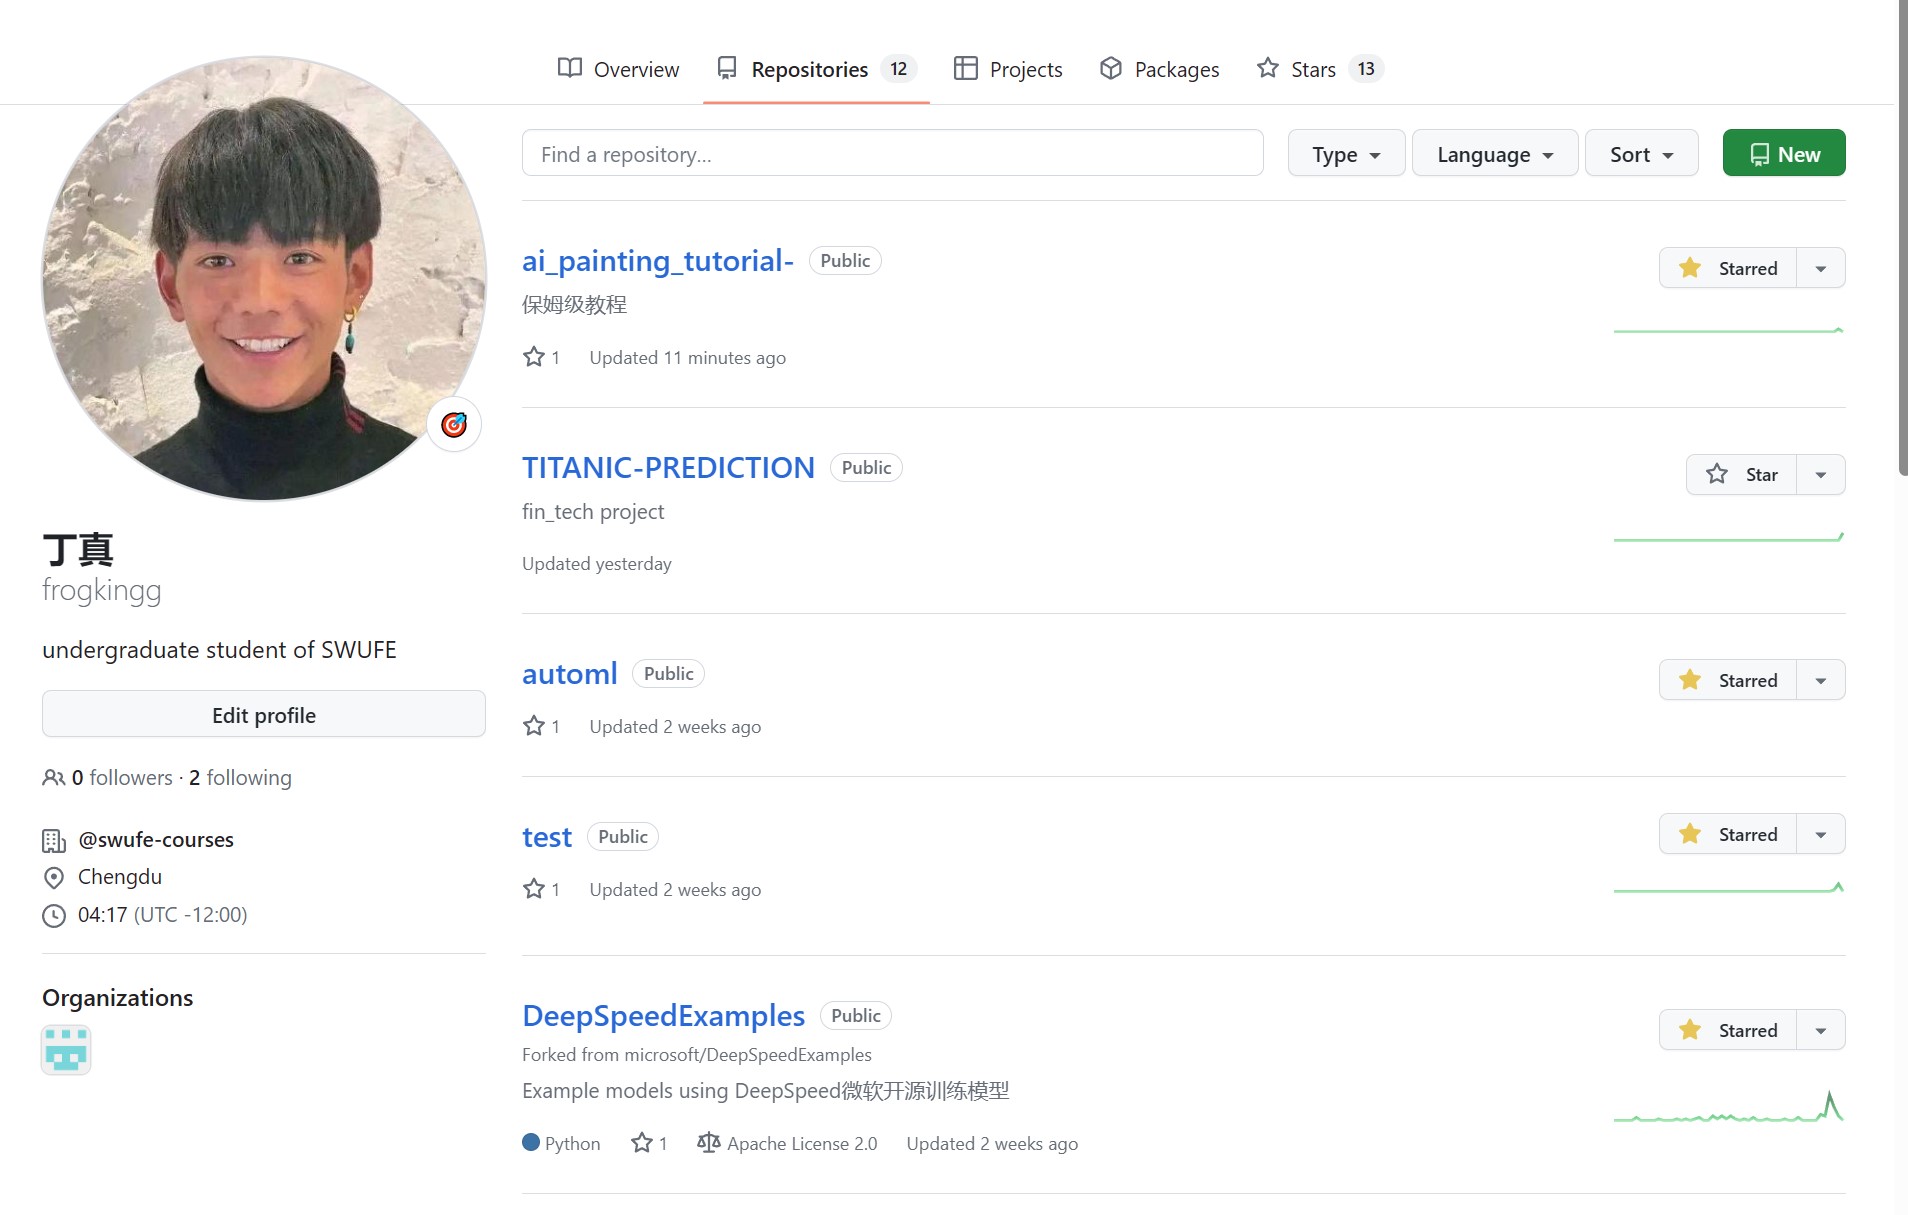 Overview
Repositories 12
Projects
Packages
Stars 13
Find a repository...
Type
Language
Sort
New
ai_painting_tutorial- Public
Starred
保姆级教程
1 Updated 11 minutes ago
TITANIC-PREDICTION Public
Star
fin_tech project
Updated yesterday
automl Public
Starred
1 Updated 2 weeks ago
test Public
Starred
1 Updated 2 weeks ago
DeepSpeedExamples Public
Starred
Forked from microsoft/DeepSpeedExamples
Example models using DeepSpeed微软开源训练模型
Python 1 Apache License 2.0 Updated 2 weeks ago
丁真
frogkingg
undergraduate student of SWUFE
Edit profile
0 followers · 2 following
@swufe-courses
Chengdu
04:17 (UTC -12:00)
Organizations